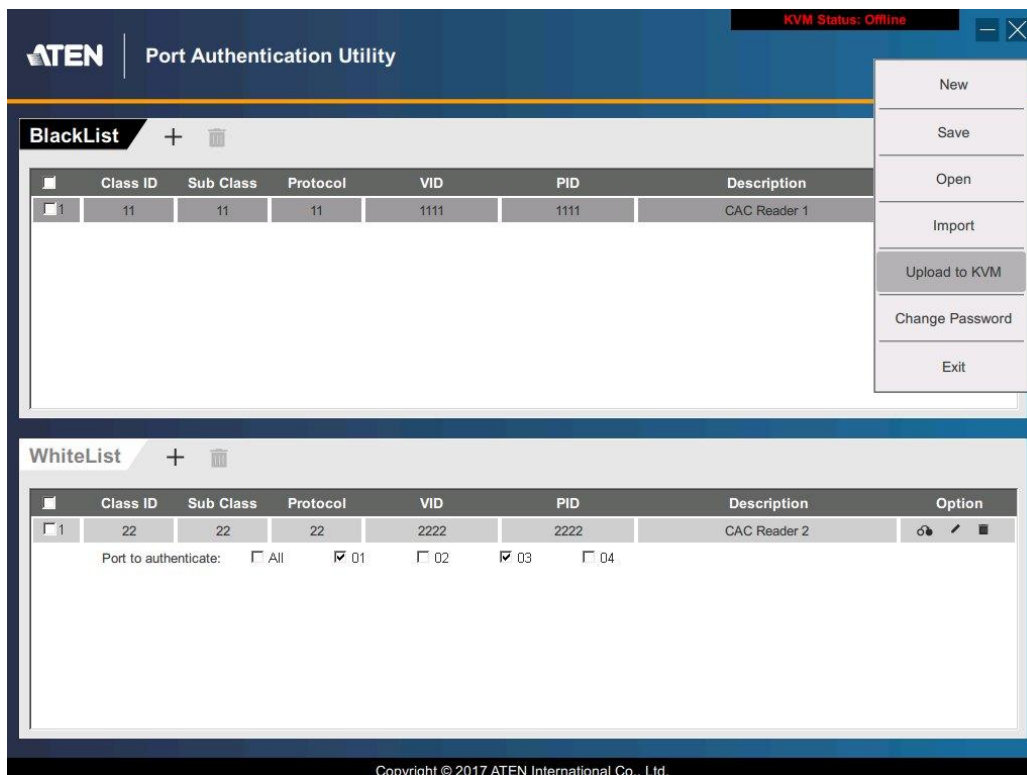 KVM Status: Offline
ATEN
Port Authentication Utility
New
Save
Open
Import
Upload to KVM
Change Password
Exit
BlackList
Class ID Sub Class Protocol VID PID Description
1 11 11 11 1111 1111 CAC Reader 1
WhiteList
Class ID Sub Class Protocol VID PID Description Option
1 22 22 22 2222 2222 CAC Reader 2
Port to authenticate: All 01 02 03 04
Copyright © 2017 ATEN International Co., Ltd.